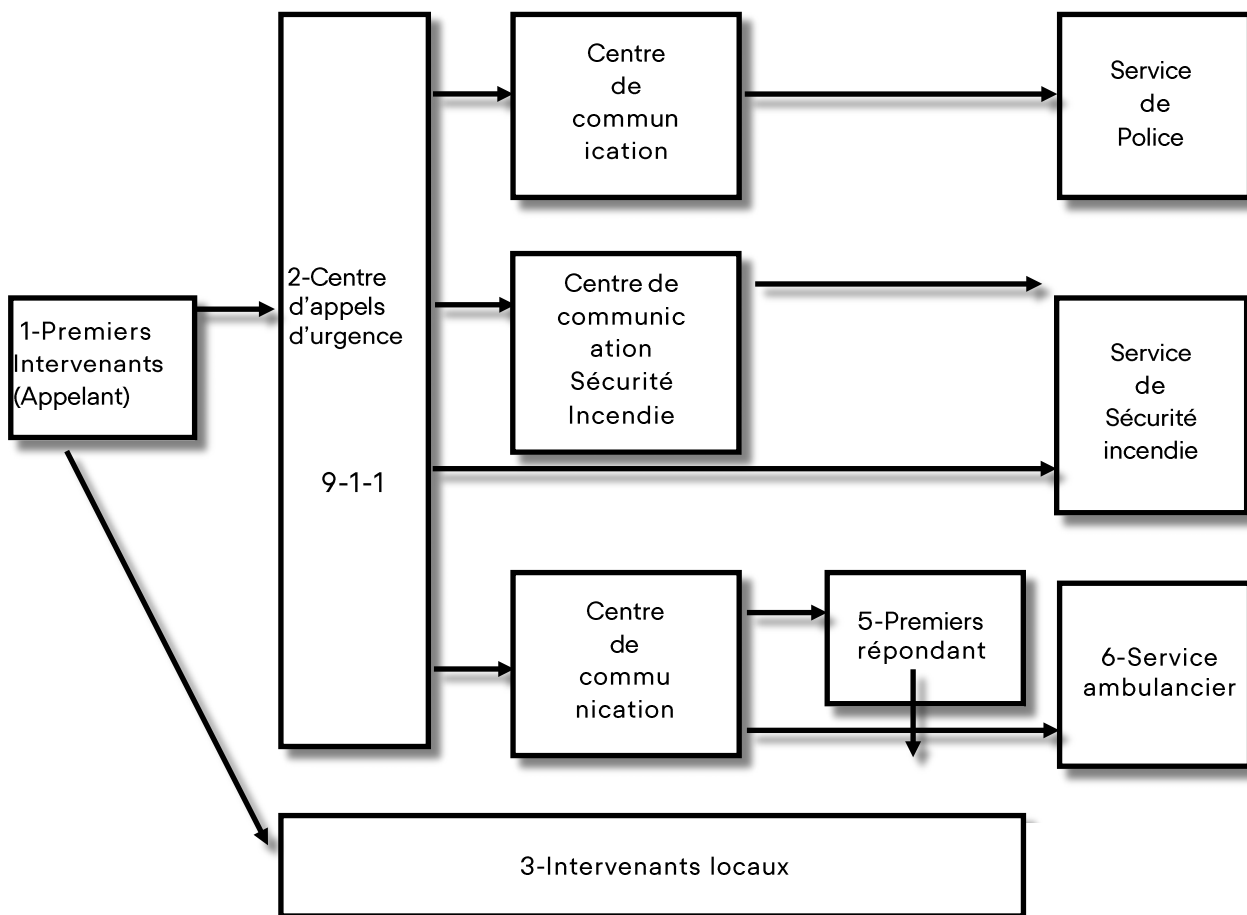 1-Premiers
Intervenants
(Appelant)
2-Centre
d'appels
d'urgence
9-1-1
Centre
de
commun
ication
Service
de
Police
Centre de
communic
ation
Sécurité
Incendie
Service
de
Sécurité
incendie
Centre
de
commu
nication
5-Premiers
répondant
6-Service
ambulancier
3-Intervenants locaux